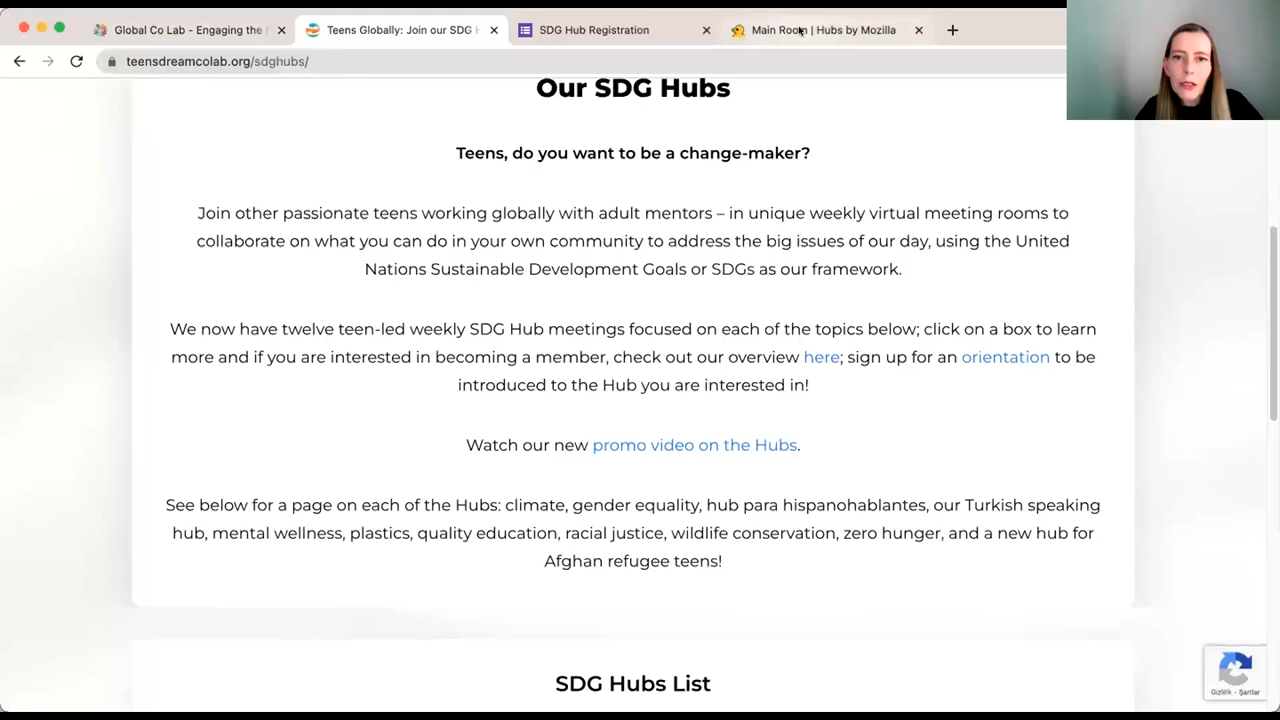 Global Co Lab - Engaging the
Teens Globally: Join our SDG H
SDG Hub Registration
Main Room | Hubs by Mozilla
teensdreamcolab.org/sdghubs/
Our SDG Hubs
Teens, do you want to be a change-maker?
Join other passionate teens working globally with adult mentors – in unique weekly virtual meeting rooms to
collaborate on what you can do in your own community to address the big issues of our day, using the United
Nations Sustainable Development Goals or SDGs as our framework.
We now have twelve teen-led weekly SDG Hub meetings focused on each of the topics below; click on a box to learn
more and if you are interested in becoming a member, check out our overview here; sign up for an orientation to be
introduced to the Hub you are interested in!
Watch our new promo video on the Hubs.
See below for a page on each of the Hubs: climate, gender equality, hub para hispanohablantes, our Turkish speaking
hub, mental wellness, plastics, quality education, racial justice, wildlife conservation, zero hunger, and a new hub for
Afghan refugee teens!
SDG Hubs List
Gizlilik - Şartlar